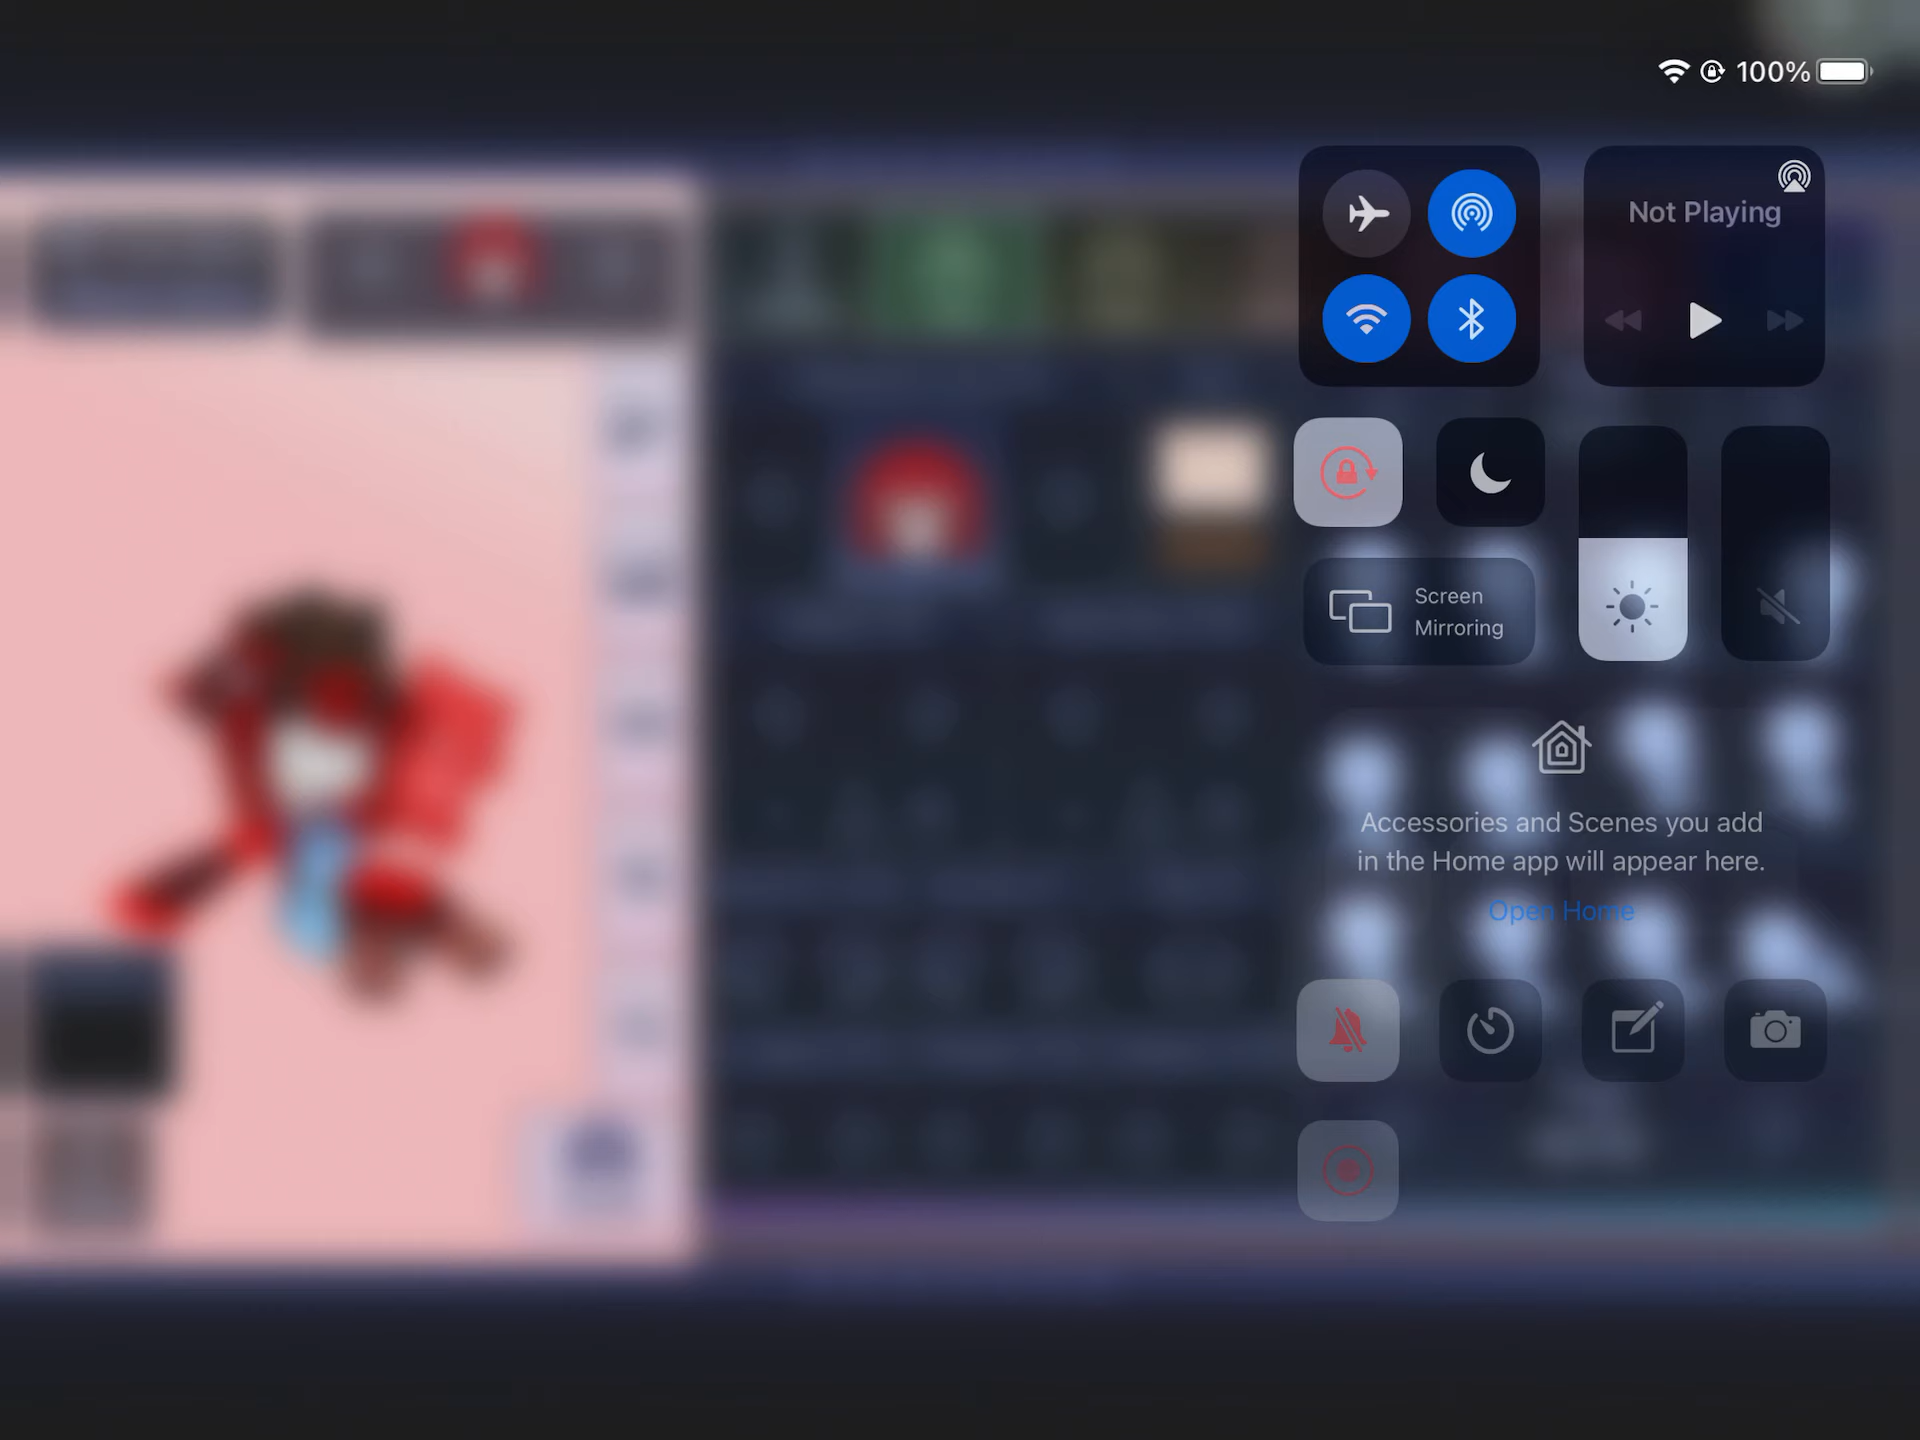 100%
Not Playing
Screen
Mirroring
Accessories and Scenes you add
in the Home app will appear here.
Open Home